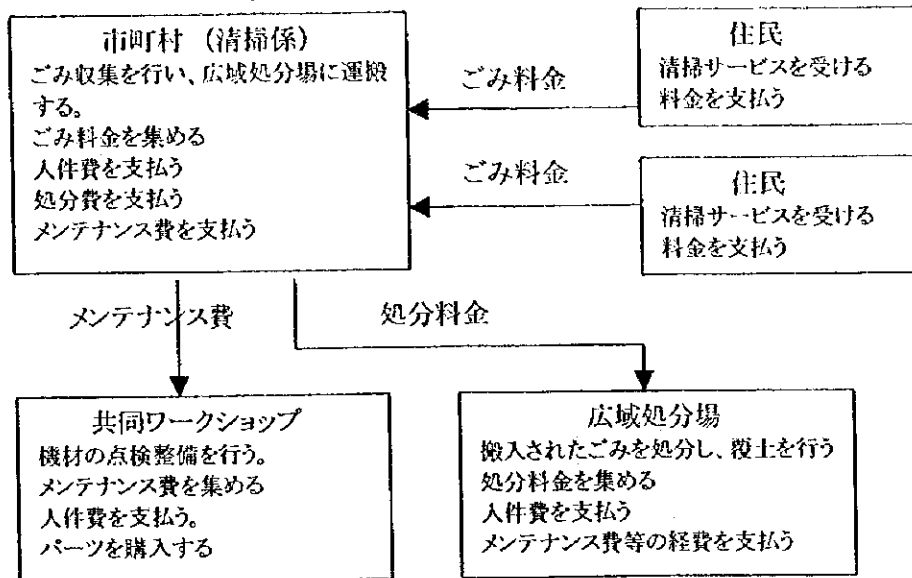 市町村（清掃係）
ごみ収集を行い、広域処分場に運搬
する。
ごみ料金を集める
人件費を支払う
処分費を支払う
メンテナンス費を支払う
ごみ料金
住民
清掃サービスを受ける
料金を支払う
ごみ料金
住民
清掃サービスを受ける
料金を支払う
メンテナンス費
処分料金
共同ワークショップ
機材の点検整備を行う。
メンテナンス費を集める
人件費を支払う。
パーツを購入する
広域処分場
搬入されたごみを処分し、覆土を行う
処分料金を集める
人件費を支払う
メンテナンス費等の経費を支払う